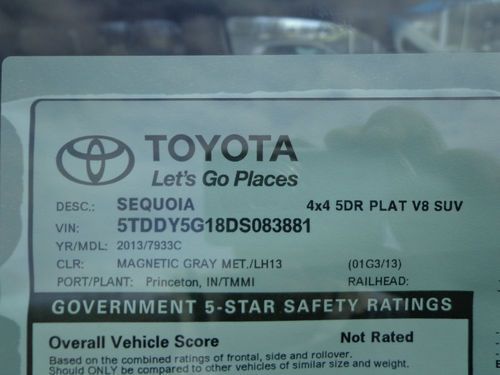 TOYOTA
Let's Go Places
DESC.: SEQUOIA 4x4 5DR PLAT V8 SUV
VIN: 5TDDY5G18DS083881
YR/MDL: 2013/7933C
CLR: MAGNETIC GRAY MET./LH13 (01G3/13)
PORT/PLANT: Princeton, IN/TMMI RAILHEAD:
GOVERNMENT 5-STAR SAFETY RATINGS
Overall Vehicle Score Not Rated
Based on the combined ratings of frontal, side and rollover.
Should ONLY be compared to other vehicles of similar size and weight.